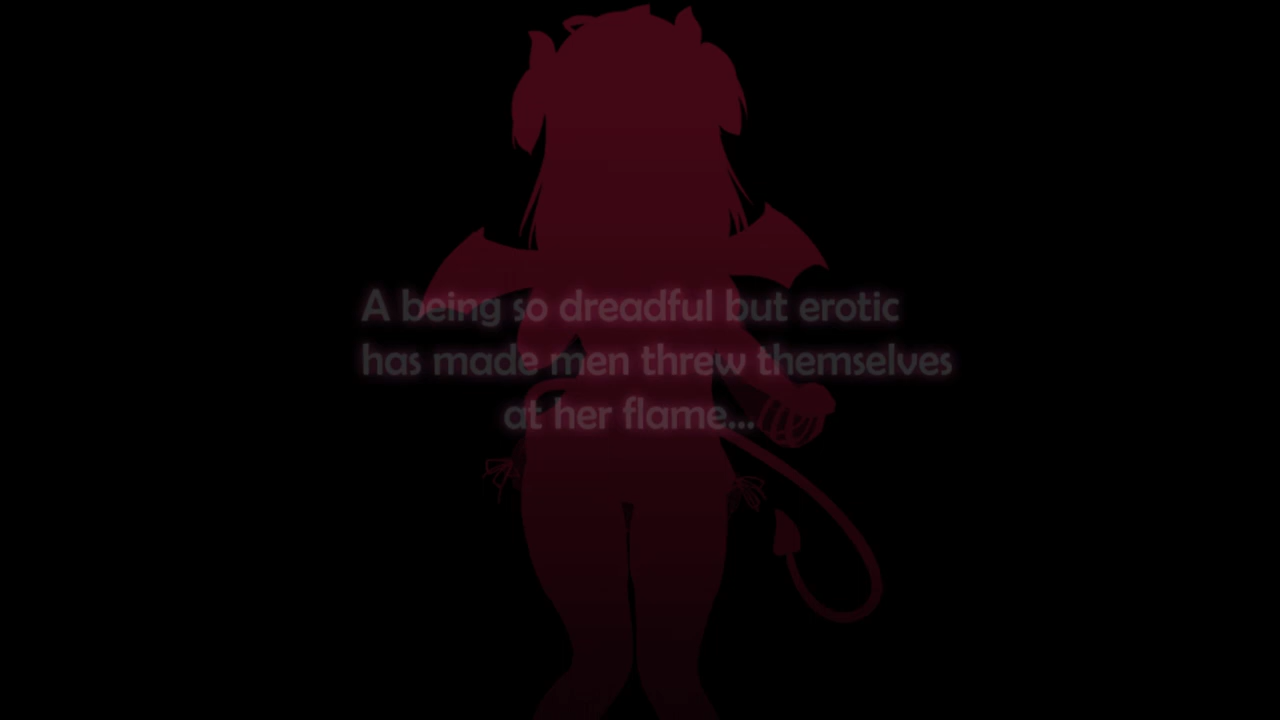 A being so dreadful but erotic
has made men threw themselves
at her flame...